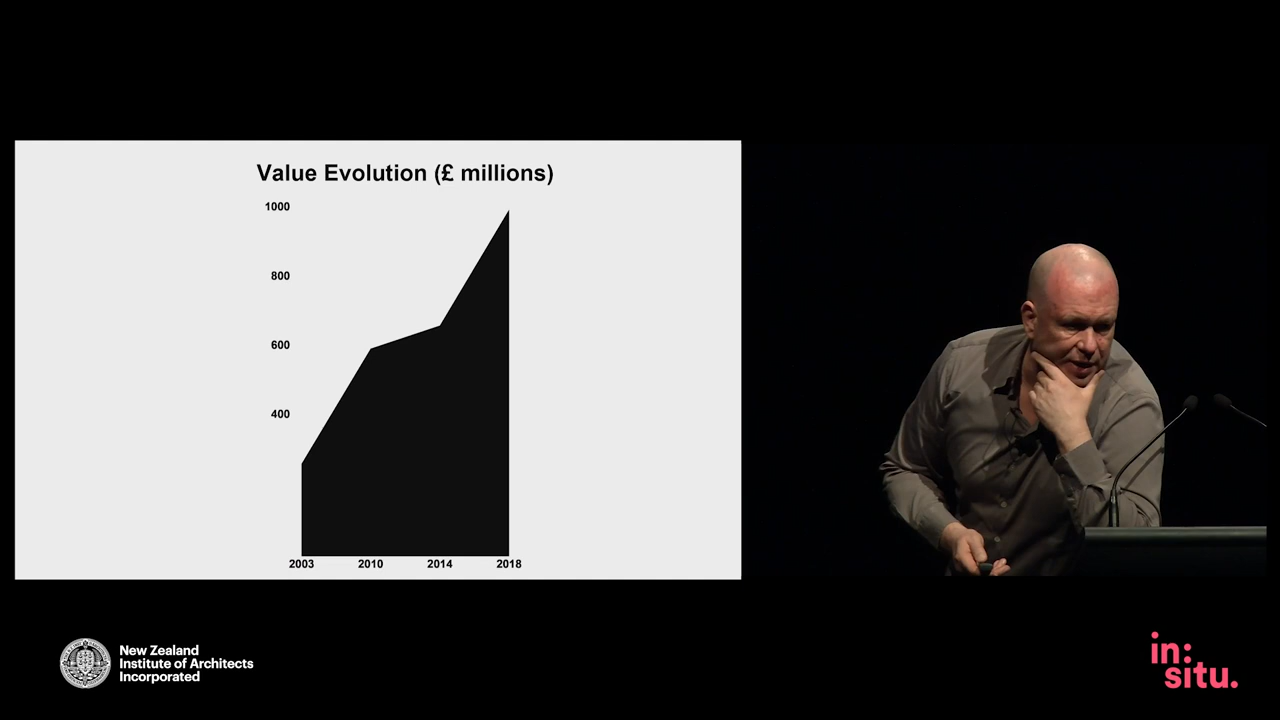 Value Evolution (£ millions)
1000
800
600
400
2003 2010 2014 2018
New Zealand
Institute of Architects
Incorporated
in:
situ.